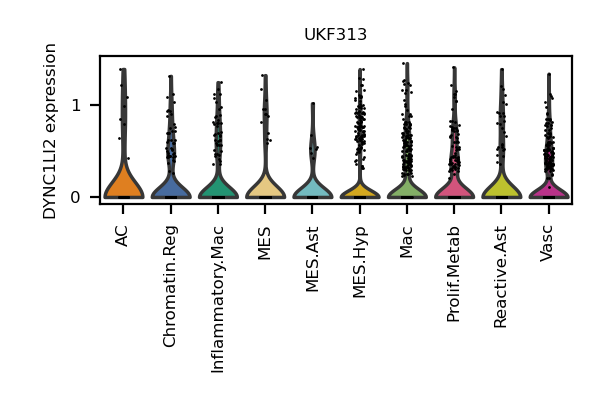 UKF313
DYNC1LI2 expression
1
0
AC
Chromatin.Reg
Inflammatory.Mac
MES
MES.Ast
MES.Hyp
Mac
Prolif.Metab
Reactive.Ast
Vasc